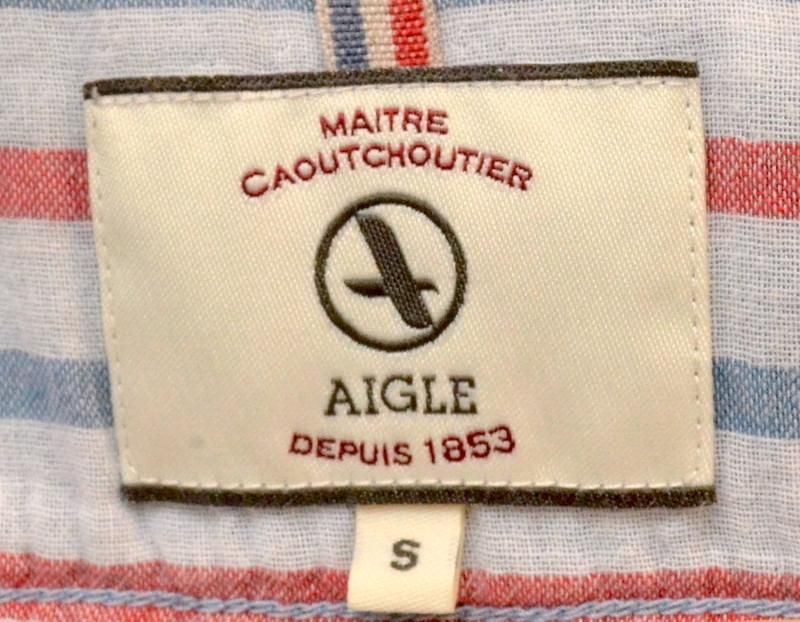 MAITRE
CAOUTCHOUTIER
AIGLE
DEPUIS 1853
S